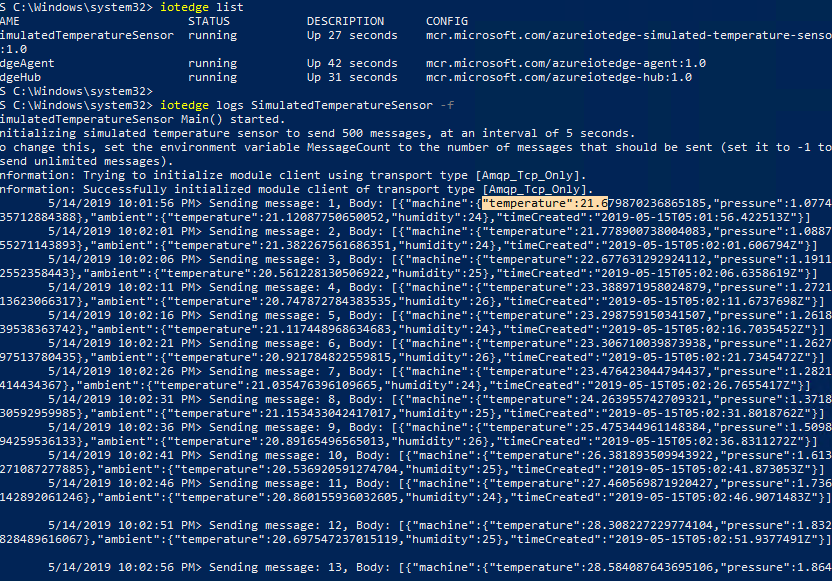 S C:\Windows\system32> iotedge list
AME STATUS DESCRIPTION CONFIG
imulatedTemperatureSensor running Up 27 seconds mcr.microsoft.com/azureiotedge-simulated-temperature-senso
:1.0
dgeAgent running Up 42 seconds mcr.microsoft.com/azureiotedge-agent:1.0
dgeHub running Up 31 seconds mcr.microsoft.com/azureiotedge-hub:1.0
S C:\Windows\system32>
S C:\Windows\system32> iotedge logs SimulatedTemperatureSensor -f
imulatedTemperatureSensor Main() started.
nitializing simulated temperature sensor to send 500 messages, at an interval of 5 seconds.
o change this, set the environment variable MessageCount to the number of messages that should be sent (set it to -1 to
send unlimited messages).
nformation: Trying to initialize module client using transport type [Amqp_Tcp_Only].
nformation: Successfully initialized module client of transport type [Amqp_Tcp_Only].
5/14/2019 10:01:56 PM> Sending message: 1, Body: [{"machine":{"temperature":21.679870236865185,"pressure":1.0774
35712884388},"ambient":{"temperature":21.12087750650052,"humidity":24},"timeCreated":"2019-05-15T05:01:56.422513Z"}]
5/14/2019 10:02:01 PM> Sending message: 2, Body: [{"machine":{"temperature":21.778900738004083,"pressure":1.0887
55271143893},"ambient":{"temperature":21.382267561686351,"humidity":24},"timeCreated":"2019-05-15T05:02:01.606794Z"}]
5/14/2019 10:02:06 PM> Sending message: 3, Body: [{"machine":{"temperature":22.677631292924112,"pressure":1.1911
2552358443},"ambient":{"temperature":20.561228130506922,"humidity":25},"timeCreated":"2019-05-15T05:02:06.6358619Z"}]
5/14/2019 10:02:11 PM> Sending message: 4, Body: [{"machine":{"temperature":23.388971958024879,"pressure":1.2721
13623066317},"ambient":{"temperature":20.747872784383535,"humidity":26},"timeCreated":"2019-05-15T05:02:11.6737698Z"}]
5/14/2019 10:02:16 PM> Sending message: 5, Body: [{"machine":{"temperature":23.298759150341507,"pressure":1.2618
39538363742},"ambient":{"temperature":21.117448968634683,"humidity":24},"timeCreated":"2019-05-15T05:02:16.7035452Z"}]
5/14/2019 10:02:21 PM> Sending message: 6, Body: [{"machine":{"temperature":23.306710039873938,"pressure":1.2627
97513780435},"ambient":{"temperature":20.921784822559815,"humidity":26},"timeCreated":"2019-05-15T05:02:21.7345472Z"}]
5/14/2019 10:02:26 PM> Sending message: 7, Body: [{"machine":{"temperature":23.476423044794437,"pressure":1.2821
414434367},"ambient":{"temperature":21.035476396109665,"humidity":24},"timeCreated":"2019-05-15T05:02:26.7655417Z"}]
5/14/2019 10:02:31 PM> Sending message: 8, Body: [{"machine":{"temperature":24.263955742709321,"pressure":1.3718
30592959985},"ambient":{"temperature":21.153433042417017,"humidity":25},"timeCreated":"2019-05-15T05:02:31.8018762Z"}]
5/14/2019 10:02:36 PM> Sending message: 9, Body: [{"machine":{"temperature":25.475344961148384,"pressure":1.5098
94259536133},"ambient":{"temperature":20.89165496565013,"humidity":26},"timeCreated":"2019-05-15T05:02:36.8311272Z"}]
5/14/2019 10:02:41 PM> Sending message: 10, Body: [{"machine":{"temperature":26.381893509943922,"pressure":1.613
271087277885},"ambient":{"temperature":20.536920591274704,"humidity":25},"timeCreated":"2019-05-15T05:02:41.873053Z"}]
5/14/2019 10:02:46 PM> Sending message: 11, Body: [{"machine":{"temperature":27.460569871920427,"pressure":1.736
142892061246},"ambient":{"temperature":20.860155936032605,"humidity":24},"timeCreated":"2019-05-15T05:02:46.9071483Z"}]
5/14/2019 10:02:51 PM> Sending message: 12, Body: [{"machine":{"temperature":28.308227229774104,"pressure":1.832
828489616067},"ambient":{"temperature":20.697547237015119,"humidity":25},"timeCreated":"2019-05-15T05:02:51.9377491Z"}]
5/14/2019 10:02:56 PM> Sending message: 13, Body: [{"machine":{"temperature":28.584087643695106,"pressure":1.864